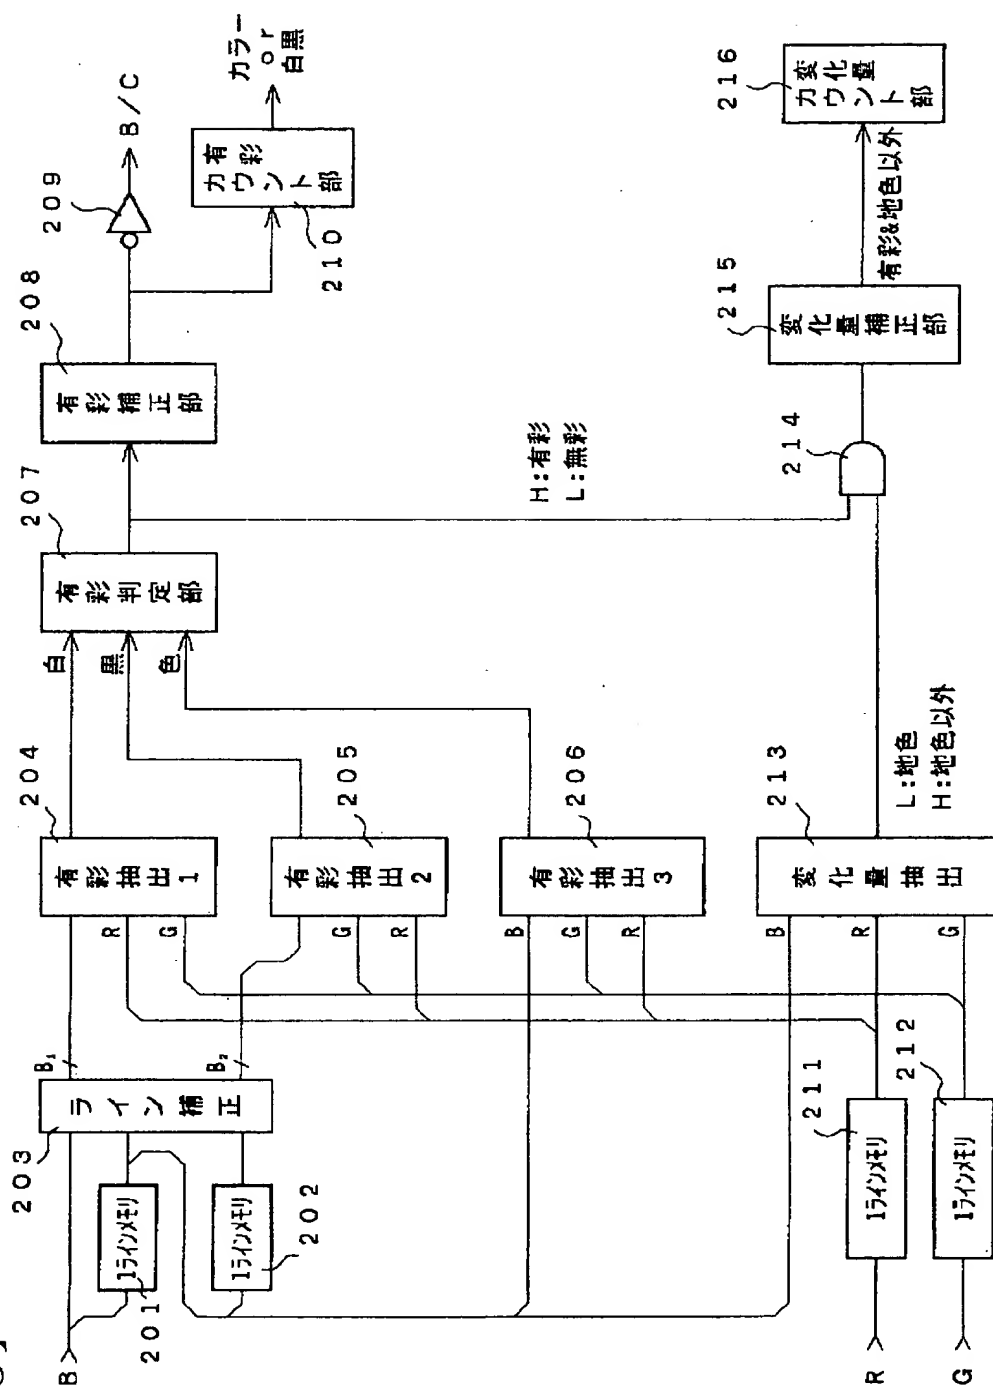 B
201
1ラインメモリ
1ラインメモリ
202
203
ライン補正
B₁
B₂
R
G
204
有彩抽出1
G
R
205
有彩抽出2
B
G
R
206
有彩抽出3
B
R
G
213
変化量抽出
R
G
211
1ラインメモリ
212
1ラインメモリ
白
黒
色
207
有彩判定部
208
有彩補正部
209
B/C
有彩
カウント部
210
カラー
or
白黒
H:有彩
L:無彩
L:地色
H:地色以外
214
215
変化量補正部
有彩&地色以外
216
変化量
カウント部